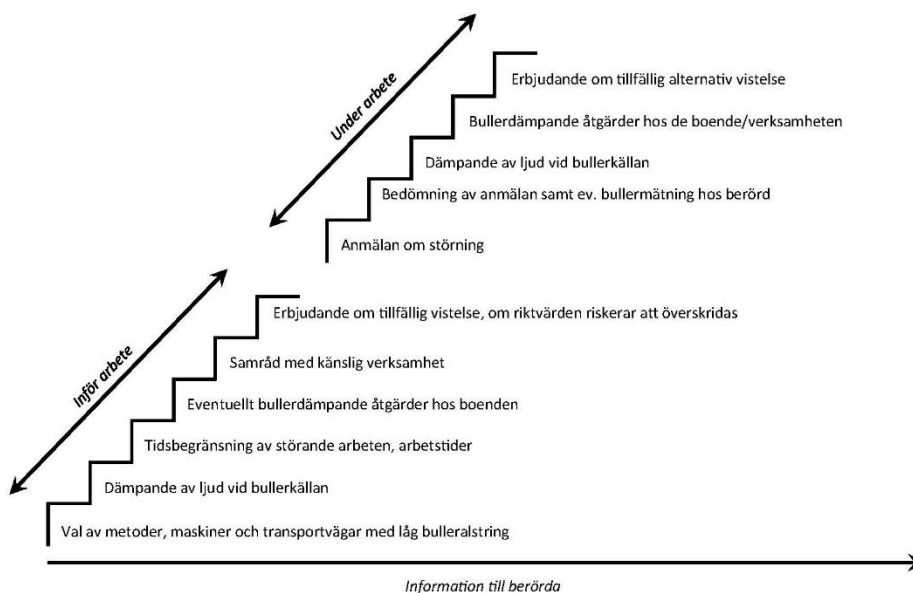 Under arbete
Erbjudande om tillfällig alternativ vistelse
Bullerdämpande åtgärder hos de boende/verksamheten
Dämpande av ljud vid bullerkällan
Bedömning av anmälan samt ev. bullermätning hos berörd
Anmälan om störning
Inför arbete
Erbjudande om tillfällig vistelse, om riktvärden riskerar att överskridas
Samråd med känslig verksamhet
Eventuellt bullerdämpande åtgärder hos boenden
Tidsbegränsning av störande arbeten, arbetstider
Dämpande av ljud vid bullerkällan
Val av metoder, maskiner och transportvägar med låg bulleralstring
Information till berörda